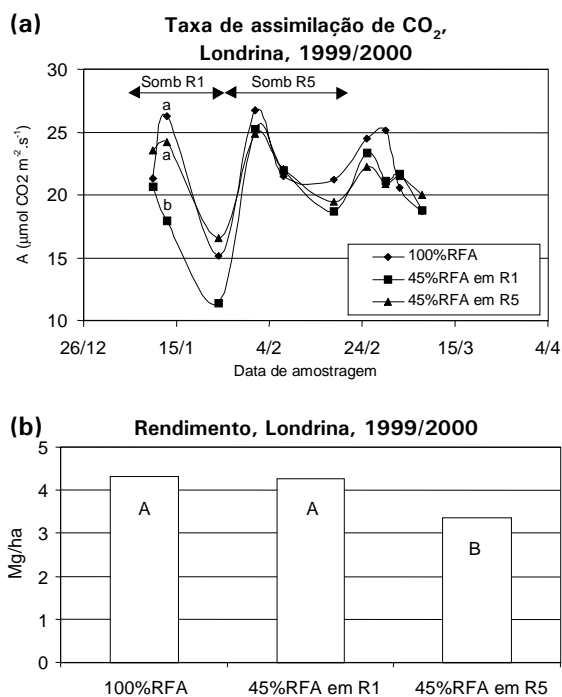 (a)
Taxa de assimilação de CO2,
Londrina, 1999/2000
30
25
20
15
10
A (µmol CO2 m-2.s-1)
Somb R1
Somb R5
a
a
b
100%RFA
45%RFA em R1
45%RFA em R5
26/12
15/1
4/2
24/2
15/3
4/4
Data de amostragem
(b)
Rendimento, Londrina, 1999/2000
5
4
3
2
1
0
Mg/ha
A
A
B
100%RFA
45%RFA em R1
45%RFA em R5